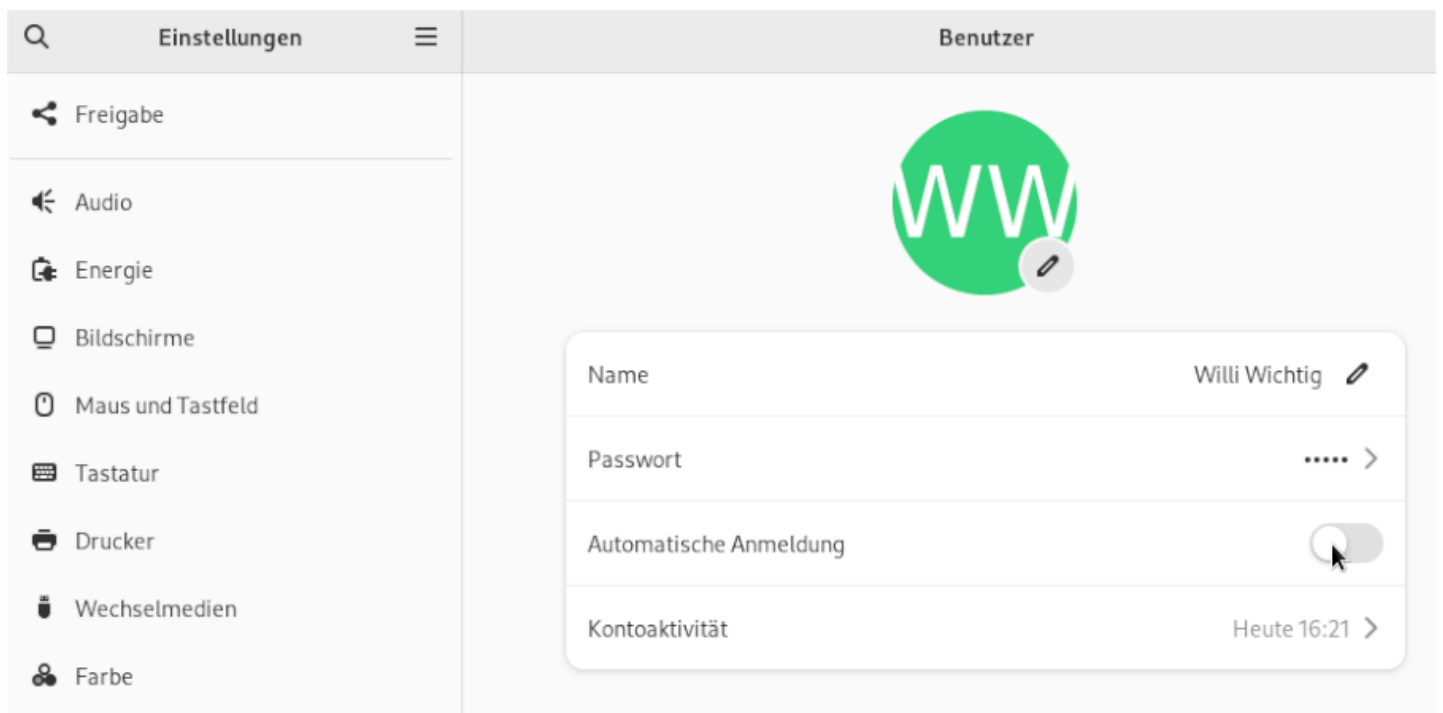 Einstellungen
Benutzer
Freigabe
Audio
Energie
Bildschirme
Maus und Tastfeld
Tastatur
Drucker
Wechselmedien
Farbe
WW
Name Willi Wichtig
Passwort •••••
Automatische Anmeldung
Kontoaktivität Heute 16:21